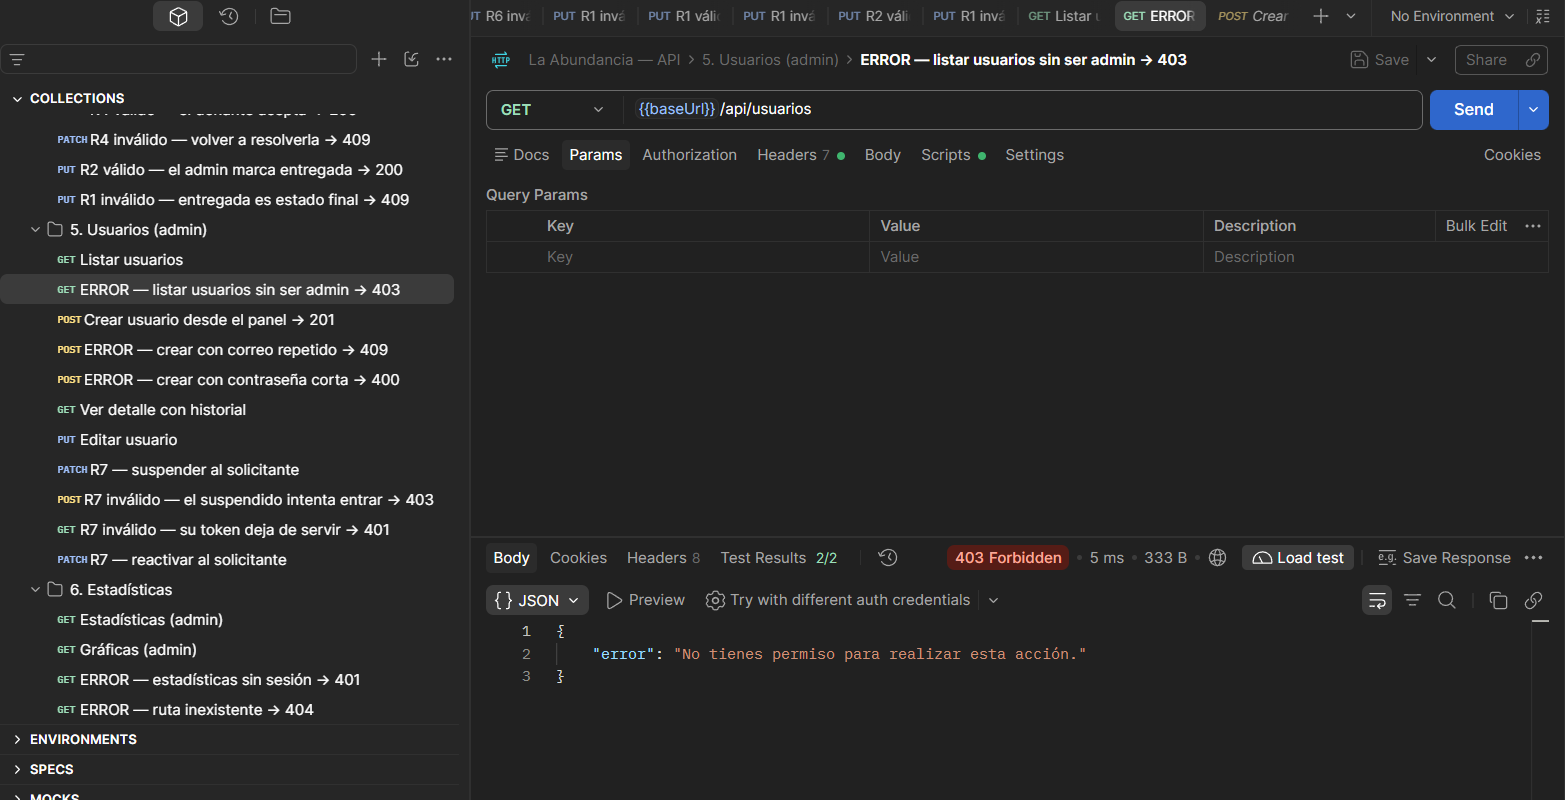 COLLECTIONS
PATCH R4 inválido — volver a resolverla → 409
PUT R2 válido — el admin marca entregada → 200
PUT R1 inválido — entregada es estado final → 409
5. Usuarios (admin)
GET Listar usuarios
GET ERROR — listar usuarios sin ser admin → 403
POST Crear usuario desde el panel → 201
POST ERROR — crear con correo repetido → 409
POST ERROR — crear con contraseña corta → 400
GET Ver detalle con historial
PUT Editar usuario
PATCH R7 — suspender al solicitante
POST R7 inválido — el suspendido intenta entrar → 403
GET R7 inválido — su token deja de servir → 401
PATCH R7 — reactivar al solicitante
6. Estadísticas
GET Estadísticas (admin)
GET Gráficas (admin)
GET ERROR — estadísticas sin sesión → 401
GET ERROR — ruta inexistente → 404
ENVIRONMENTS
SPECS
MOCKS
R6 PUT R1 PUT R1 PUT R1 PUT R2 PUT R1 GET Listar GET ERROR POST Crear No Environment
HTTP La Abundancia — API > 5. Usuarios (admin) > ERROR — listar usuarios sin ser admin → 403 Save Share
GET {{baseUrl}} /api/usuarios Send
Docs Params Authorization Headers 7 Body Scripts Settings Cookies
Query Params
Key Value Description Bulk Edit
Key Value Description
Body Cookies Headers 8 Test Results 2/2 403 Forbidden 5 ms 333 B Load test e.g. Save Response
{ } JSON Preview Try with different auth credentials
1 {
2 "error": "No tienes permiso para realizar esta acción."
3 }